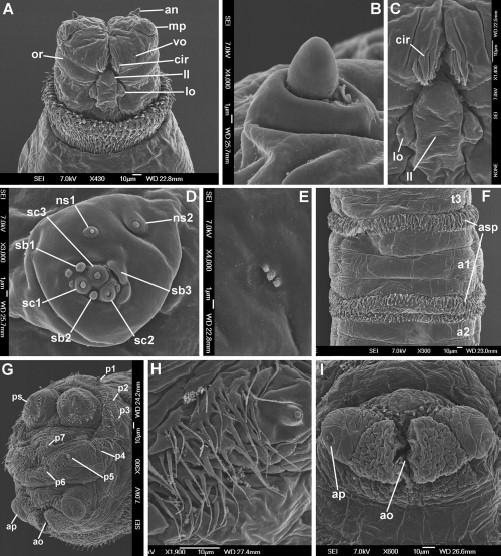 A
an
mp
or
vo
cir
ll
lo
SEI 7.0kV X430 10µm WD 22.8mm
B
SEI 7.0kV X4,000 1µm WD 25.7mm
C
cir
lo
ll
NONE SEI 7.0kV X1,400 10µm WD 22.5mm
D
ns1
ns2
sc3
sb1
sc1
sb3
sb2
sc2
SEI 7.0kV X4,000 1µm WD 25.7mm
E
SEI 7.0kV X4,000 1µm WD 22.8mm
F
t3
asp
a1
a2
SEI 7.0kV X300 10µm WD 23.0mm
G
p1
p2
ps
p3
p7
p4
p5
p6
ap
ao
SEI 7.0kV X300 10µm WD 24.2mm
H
kV X1,900 10µm WD 27.4mm
I
ap
ao
SEI 7.0kV X600 10µm WD 26.6mm